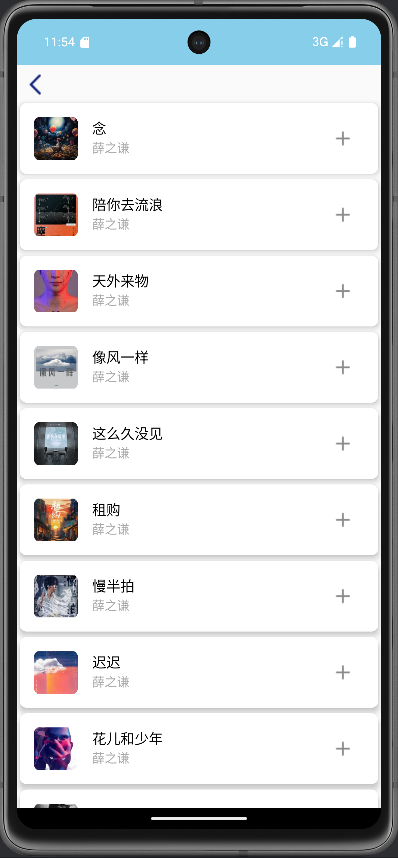 11:54
3G
念
薛之谦
陪你去流浪
薛之谦
天外来物
薛之谦
像风一样
薛之谦
这么久没见
薛之谦
租购
薛之谦
慢半拍
薛之谦
迟迟
薛之谦
花儿和少年
薛之谦